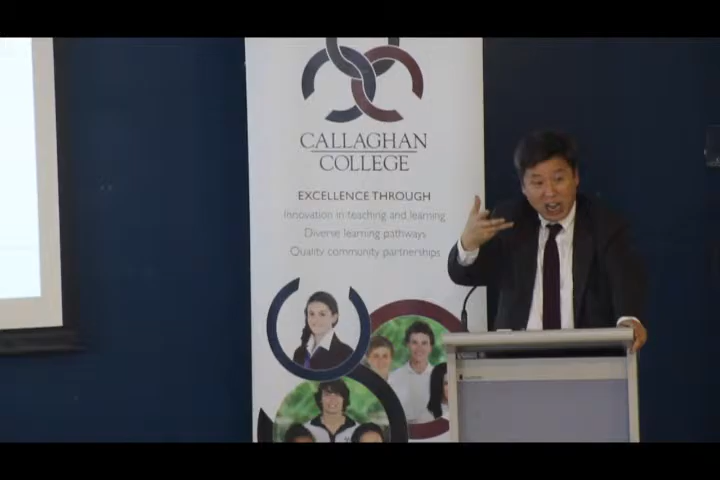 CALLAGHAN
COLLEGE
EXCELLENCE THROUGH
Innovation in teaching and learning
Diverse learning pathways
Quality community partnerships